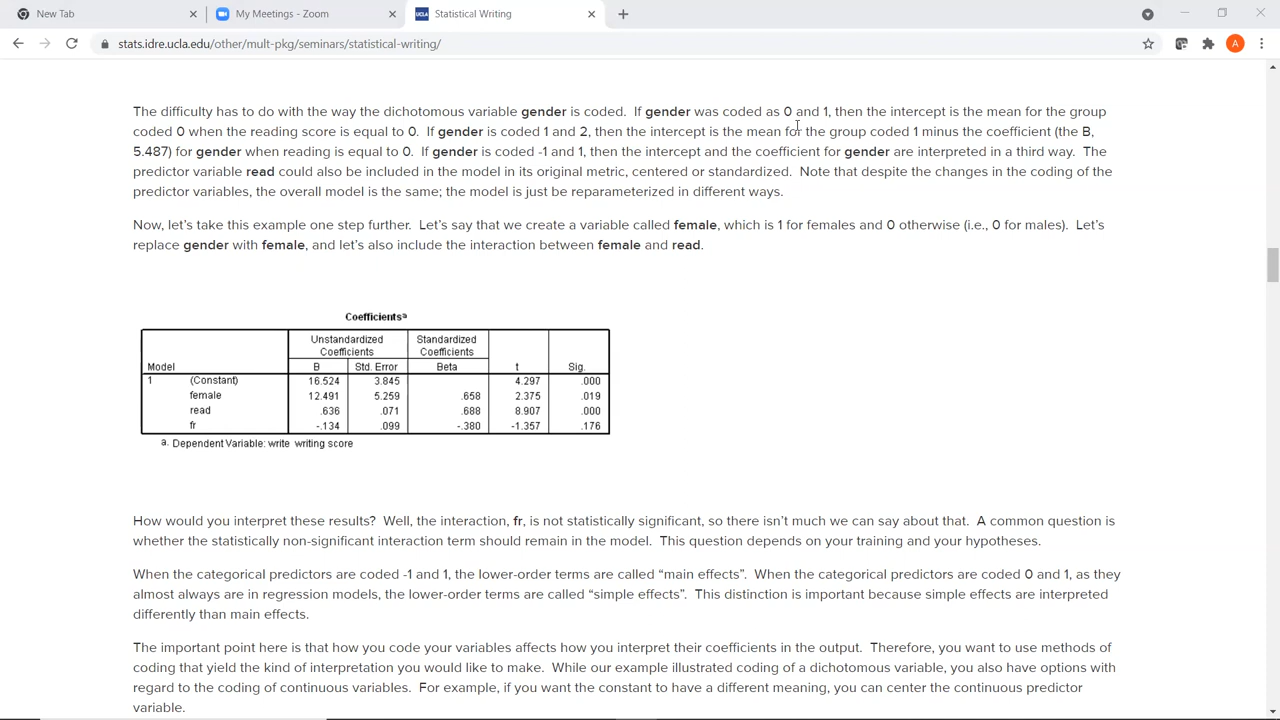 New Tab
My Meetings - Zoom
UCLA
Statistical Writing
stats.idre.ucla.edu/other/mult-pkg/seminars/statistical-writing/
A
The difficulty has to do with the way the dichotomous variable gender is coded. If gender was coded as 0 and 1, then the intercept is the mean for the group
coded 0 when the reading score is equal to 0. If gender is coded 1 and 2, then the intercept is the mean for the group coded 1 minus the coefficient (the B,
5.487) for gender when reading is equal to 0. If gender is coded -1 and 1, then the intercept and the coefficient for gender are interpreted in a third way. The
predictor variable read could also be included in the model in its original metric, centered or standardized. Note that despite the changes in the coding of the
predictor variables, the overall model is the same; the model is just be reparameterized in different ways.
Now, let's take this example one step further. Let's say that we create a variable called female, which is 1 for females and 0 otherwise (i.e., 0 for males). Let's
replace gender with female, and let's also include the interaction between female and read.
Coefficientsa
Unstandardized Coefficients Standardized Coefficients
Model B Std. Error Beta t Sig.
1 (Constant) 16.524 3.845 4.297 .000
female 12.491 5.259 .658 2.375 .019
read .636 .071 .688 8.907 .000
fr -.134 .099 -.380 -1.357 .176
a. Dependent Variable: write writing score
How would you interpret these results? Well, the interaction, fr, is not statistically significant, so there isn't much we can say about that. A common question is
whether the statistically non-significant interaction term should remain in the model. This question depends on your training and your hypotheses.
When the categorical predictors are coded -1 and 1, the lower-order terms are called "main effects". When the categorical predictors are coded 0 and 1, as they
almost always are in regression models, the lower-order terms are called "simple effects". This distinction is important because simple effects are interpreted
differently than main effects.
The important point here is that how you code your variables affects how you interpret their coefficients in the output. Therefore, you want to use methods of
coding that yield the kind of interpretation you would like to make. While our example illustrated coding of a dichotomous variable, you also have options with
regard to the coding of continuous variables. For example, if you want the constant to have a different meaning, you can center the continuous predictor
variable.